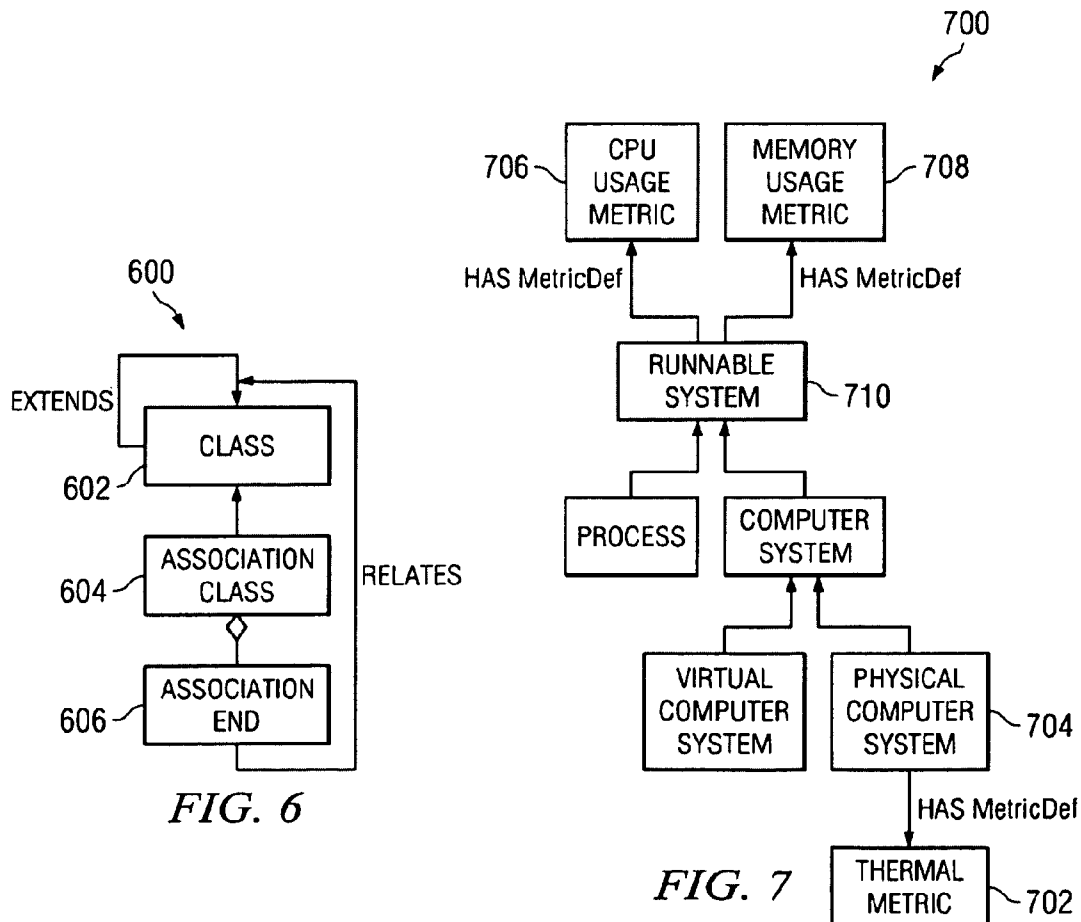 600
EXTENDS
CLASS
602
ASSOCIATION
CLASS
604
RELATES
ASSOCIATION
END
606
FIG. 6
700
CPU
USAGE
METRIC
706
MEMORY
USAGE
METRIC
708
HAS MetricDef
HAS MetricDef
RUNNABLE
SYSTEM
710
PROCESS
COMPUTER
SYSTEM
VIRTUAL
COMPUTER
SYSTEM
PHYSICAL
COMPUTER
SYSTEM
704
HAS MetricDef
THERMAL
METRIC
702
FIG. 7